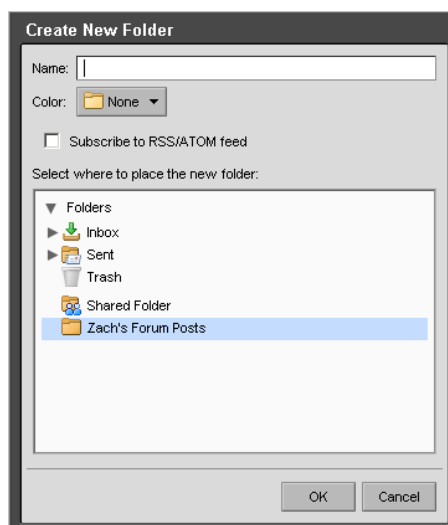 Create New Folder
Name:
Color: None
Subscribe to RSS/ATOM feed
Select where to place the new folder:
Folders
Inbox
Sent
Trash
Shared Folder
Zach's Forum Posts
OK Cancel